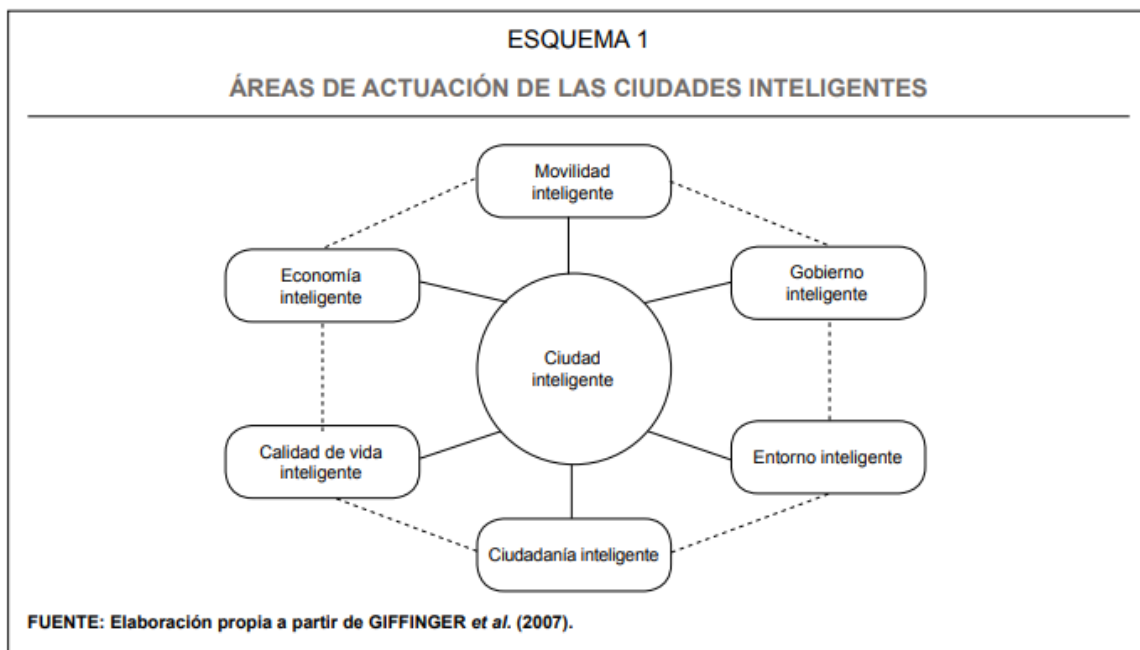 ESQUEMA 1
ÁREAS DE ACTUACIÓN DE LAS CIUDADES INTELIGENTES
Movilidad
inteligente
Economía
inteligente
Gobierno
inteligente
Ciudad
inteligente
Calidad de vida
inteligente
Entorno inteligente
Ciudadanía inteligente
FUENTE: Elaboración propia a partir de GIFFINGER et al. (2007).